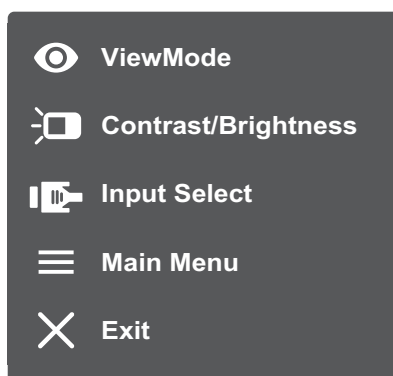 ViewMode
Contrast/Brightness
Input Select
Main Menu
Exit